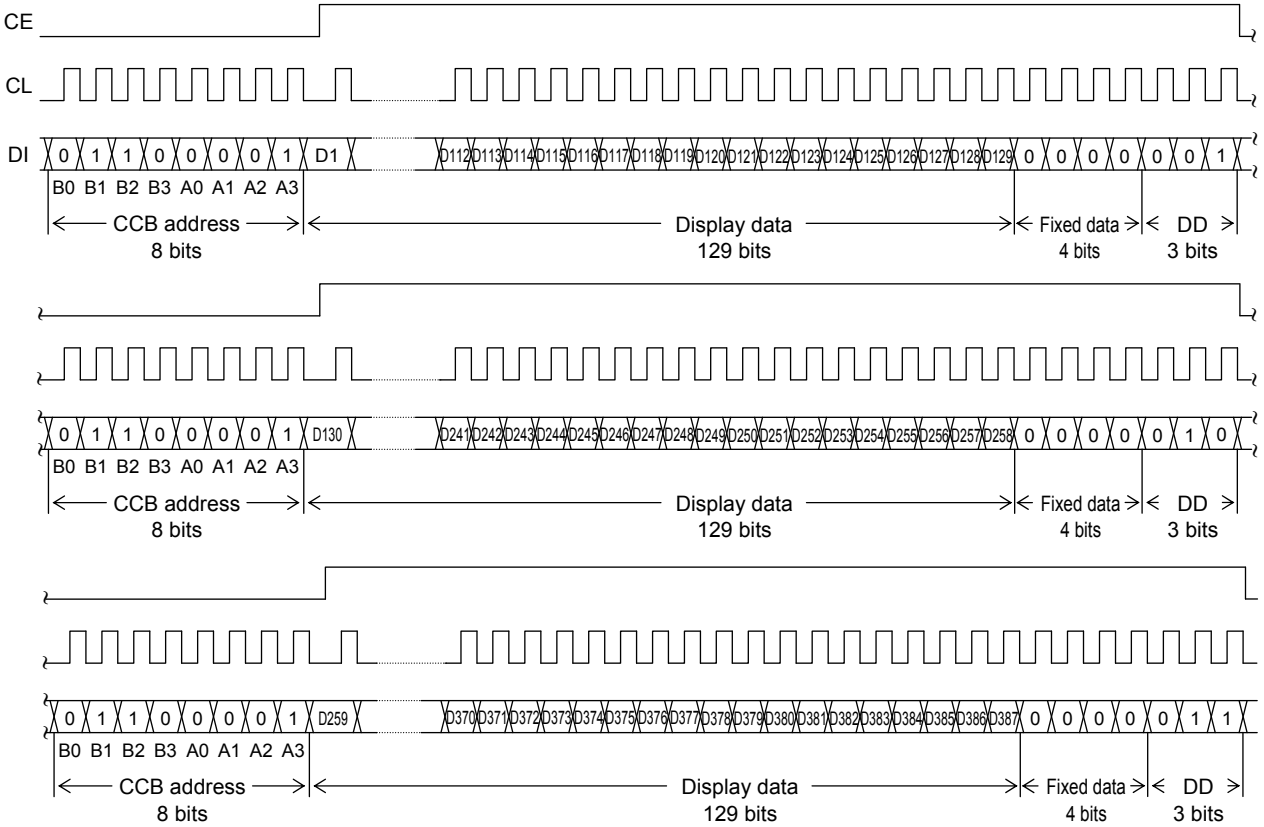 CE
CL
DI 0 1 1 0 0 0 0 1 D1 D112 D113 D114 D115 D116 D117 D118 D119 D120 D121 D122 D123 D124 D125 D126 D127 D128 D129 0 0 0 0 0 0 1
B0 B1 B2 B3 A0 A1 A2 A3
CCB address Display data Fixed data DD
8 bits 129 bits 4 bits 3 bits
0 1 1 0 0 0 0 1 D130 D241 D242 D243 D244 D245 D246 D247 D248 D249 D250 D251 D252 D253 D254 D255 D256 D257 D258 0 0 0 0 0 1 0
B0 B1 B2 B3 A0 A1 A2 A3
CCB address Display data Fixed data DD
8 bits 129 bits 4 bits 3 bits
0 1 1 0 0 0 0 1 D259 D370 D371 D372 D373 D374 D375 D376 D377 D378 D379 D380 D381 D382 D383 D384 D385 D386 D387 0 0 0 0 0 1 1
B0 B1 B2 B3 A0 A1 A2 A3
CCB address Display data Fixed data DD
8 bits 129 bits 4 bits 3 bits